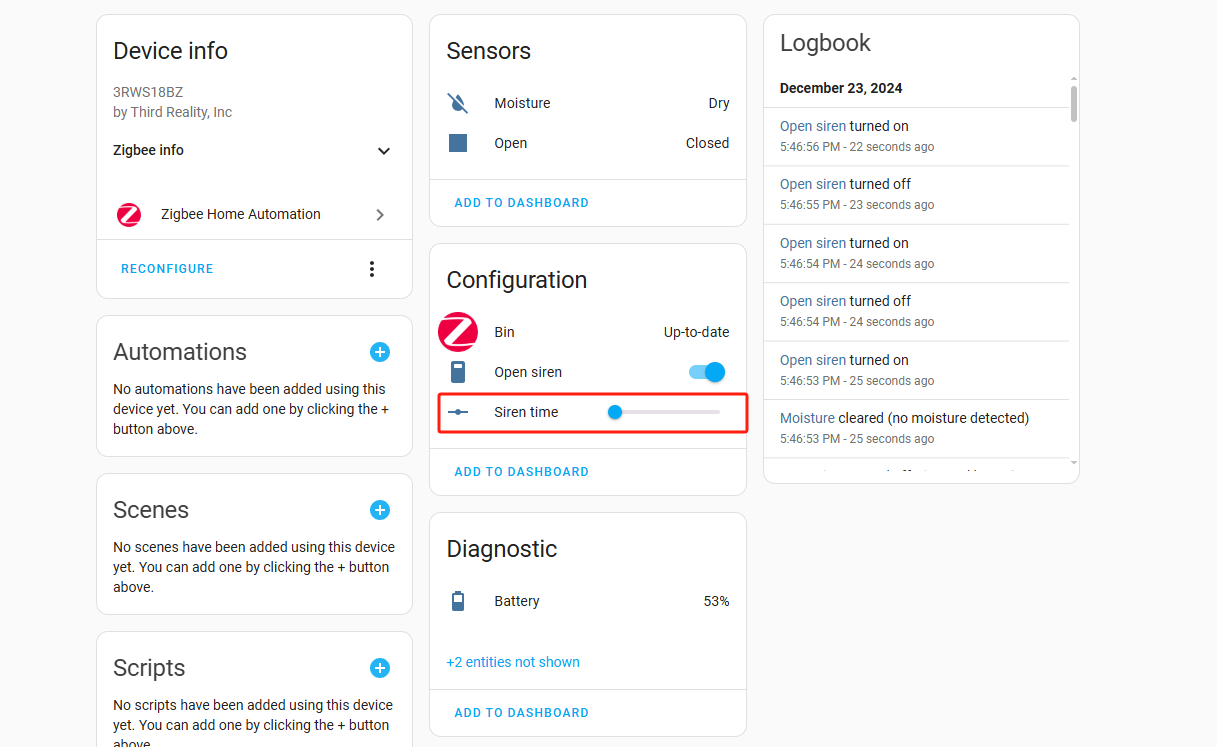 Device info
3RWS18BZ
by Third Reality, Inc
Zigbee info
Zigbee Home Automation
RECONFIGURE
Automations
No automations have been added using this
device yet. You can add one by clicking the +
button above.
Scenes
No scenes have been added using this device
yet. You can add one by clicking the + button
above.
Scripts
No scripts have been added using this device
yet. You can add one by clicking the + button
above.
Sensors
Moisture Dry
Open Closed
ADD TO DASHBOARD
Configuration
Bin Up-to-date
Open siren
Siren time
ADD TO DASHBOARD
Diagnostic
Battery 53%
+2 entities not shown
ADD TO DASHBOARD
Logbook
December 23, 2024
Open siren turned on
5:46:56 PM - 22 seconds ago
Open siren turned off
5:46:55 PM - 23 seconds ago
Open siren turned on
5:46:54 PM - 24 seconds ago
Open siren turned off
5:46:54 PM - 24 seconds ago
Open siren turned on
5:46:53 PM - 25 seconds ago
Moisture cleared (no moisture detected)
5:46:53 PM - 25 seconds ago